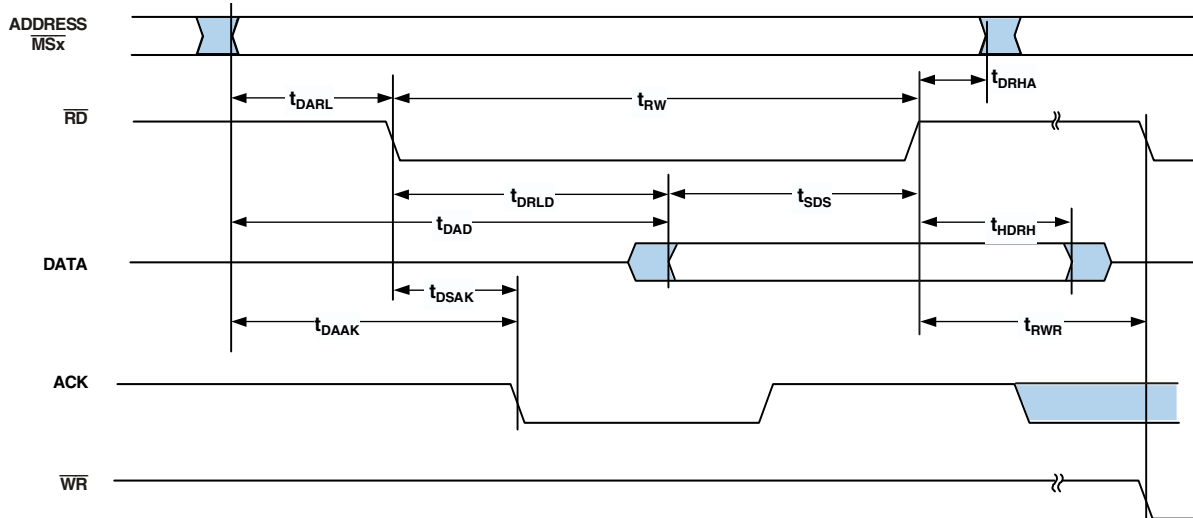 ADDRESS
MSx
tDRHA
tDARL
tRW
RD
tDRLD
tSDS
tDAD
tHDRH
DATA
tDSAK
tDAAK
tRWR
ACK
WR